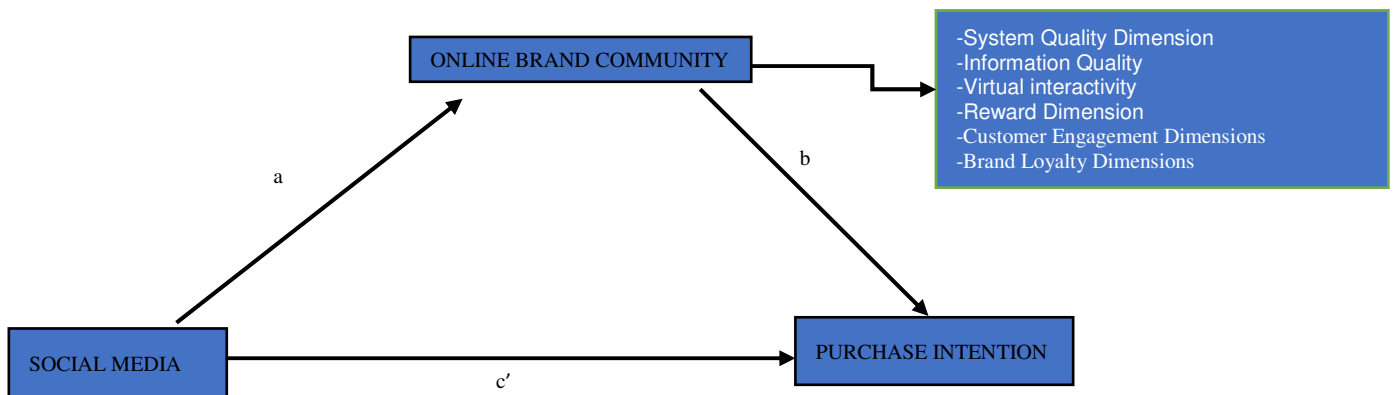 ONLINE BRAND COMMUNITY
-System Quality Dimension
-Information Quality
-Virtual interactivity
-Reward Dimension
-Customer Engagement Dimensions
-Brand Loyalty Dimensions
a
b
SOCIAL MEDIA
PURCHASE INTENTION
c’